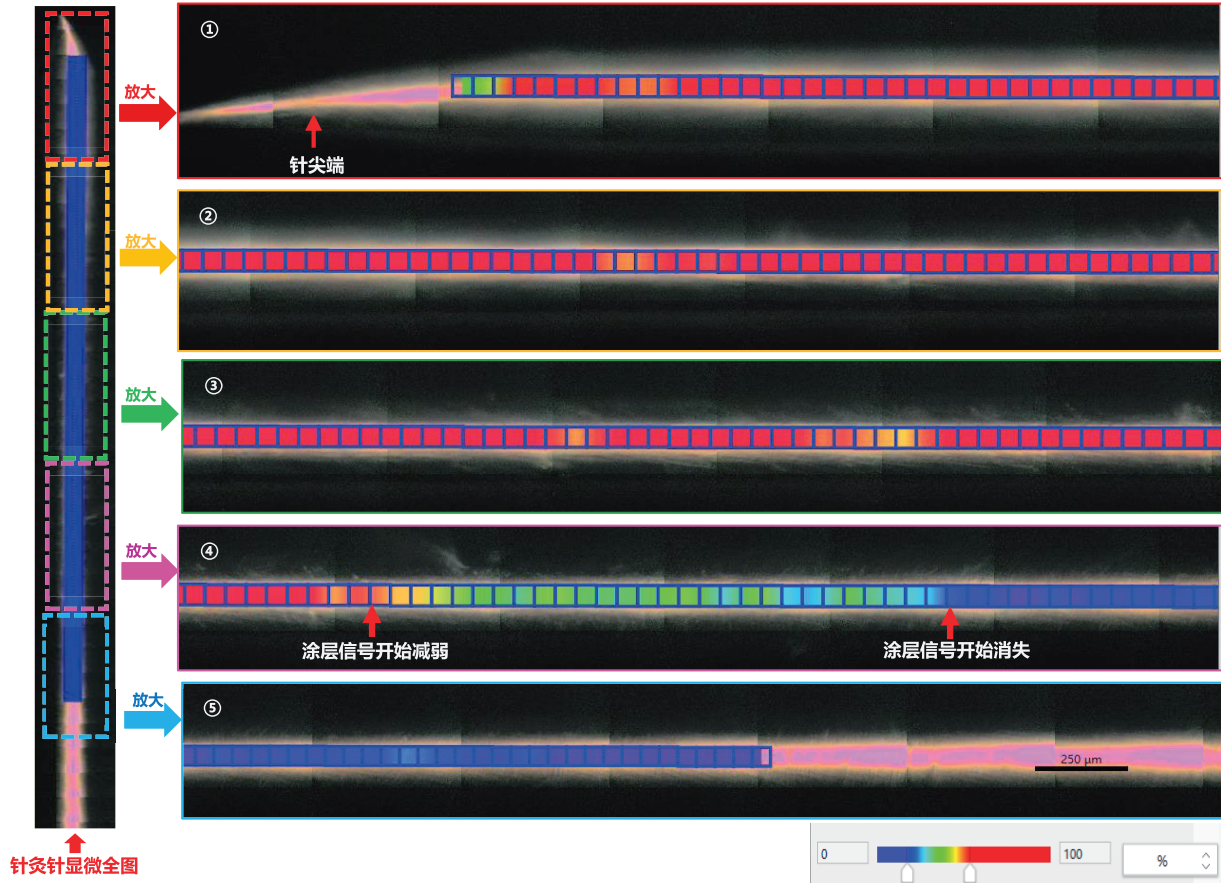 ①
放大
针尖端
②
放大
③
放大
④
放大
涂层信号开始减弱
涂层信号开始消失
⑤
放大
250 μm
针灸针显微全图
0
100
%